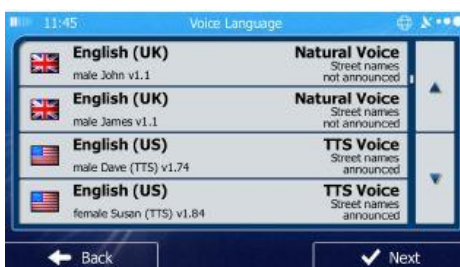 11:45 Voice Language
English (UK) Natural Voice
male John v1.1 Street names
not announced
English (UK) Natural Voice
male James v1.1 Street names
not announced
English (US) TTS Voice
male Dave (TTS) v1.74 Street names
announced
English (US) TTS Voice
female Susan (TTS) v1.84 Street names
announced
Back Next